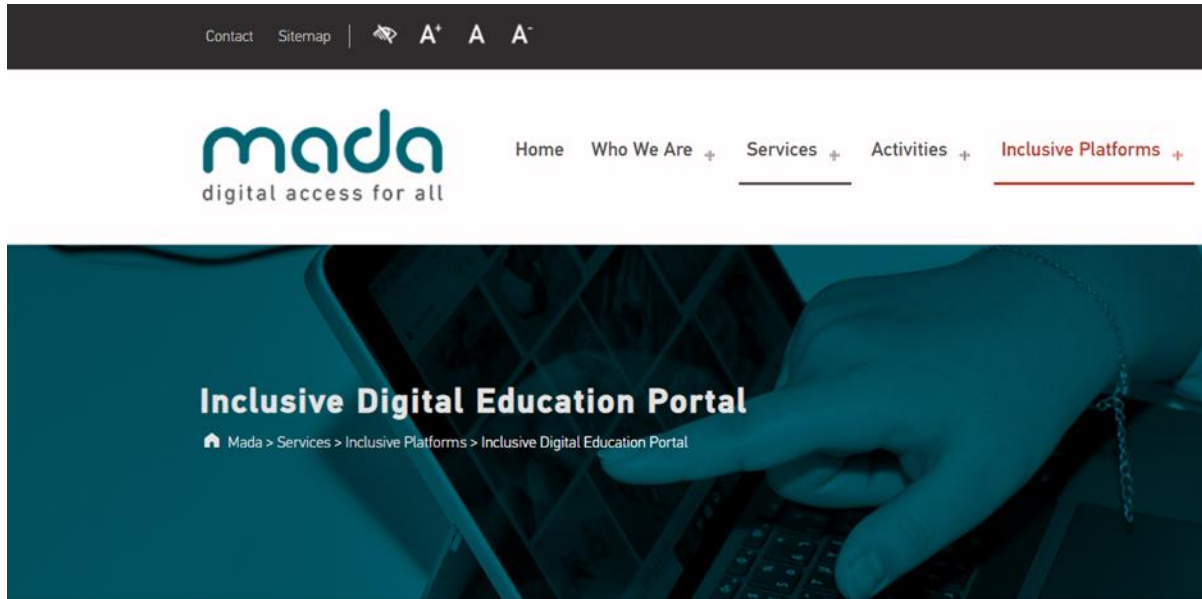 Contact Sitemap | A+ A A-
mada
digital access for all
Home Who We Are + Services + Activities + Inclusive Platforms +
Inclusive Digital Education Portal
Mada > Services > Inclusive Platforms > Inclusive Digital Education Portal